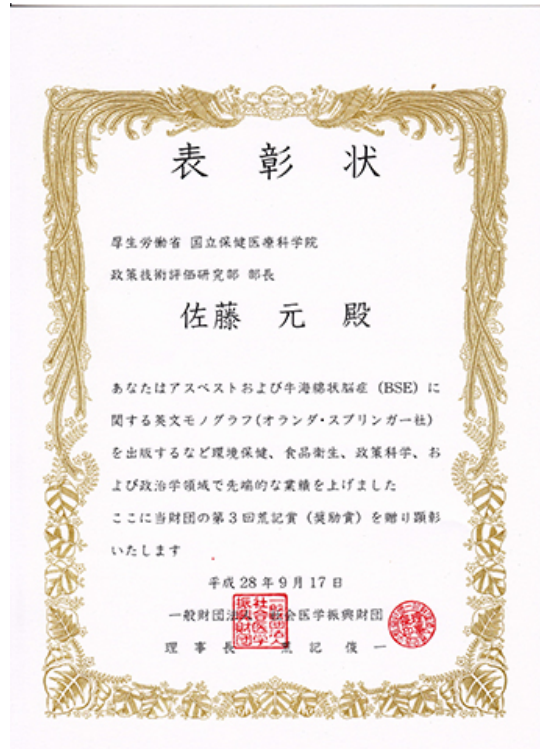 表彰状
厚生労働省 国立保健医療科学院
政策技術評価研究部 部長
佐藤 元 殿
あなたはアスベストおよび牛海綿状脳症（BSE）に
関する英文モノグラフ（オランダ・スプリンガー社）
を出版するなど環境保健、食品衛生、政策科学、お
よび政治学領域で先端的な業績を上げました
ここに当財団の第3回荒記賞（奨励賞）を贈り顕彰
いたします
平成28年9月17日
一般財団法人 社会医学振興財団
理事長 荒記俊一